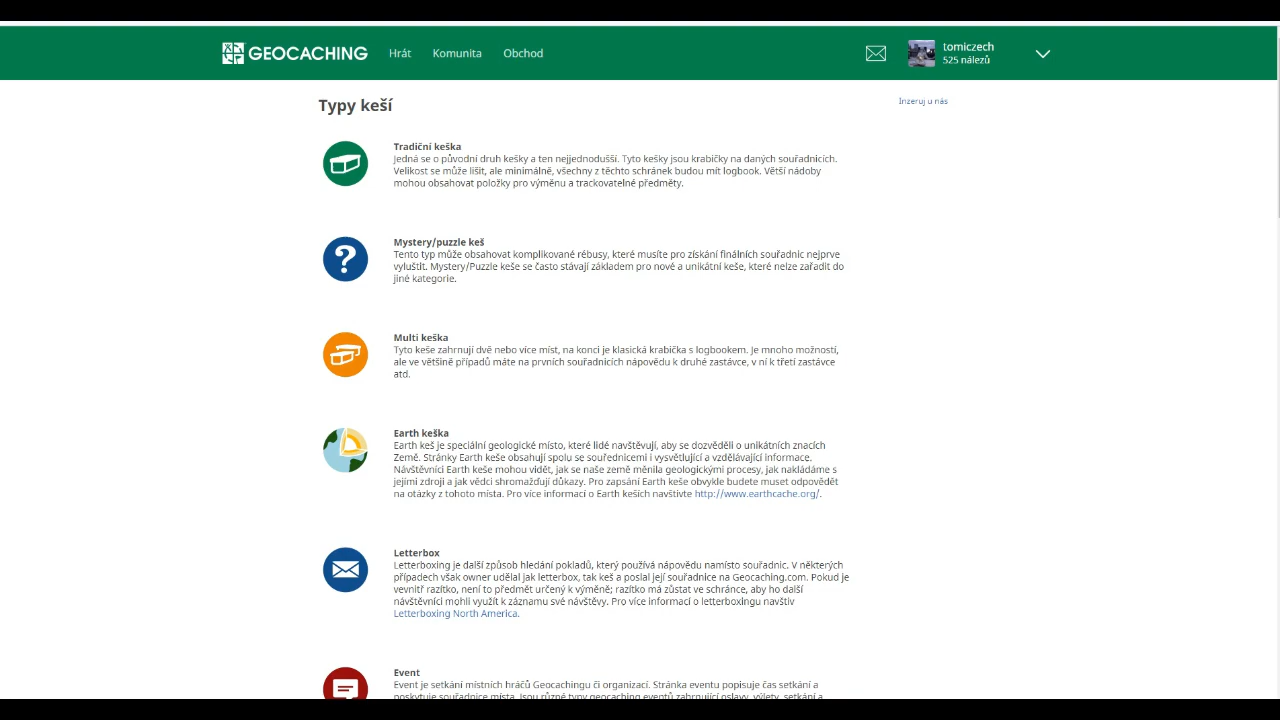 GEOCACHING Hrát Komunita Obchod tomiczech
525 nálezů
Typy keší
Inzeruj u nás
Tradiční keška
Jedná se o původní druh kešky a ten nejjednodušší. Tyto kešky jsou krabičky na daných souřadnicích.
Velikost se může lišit, ale minimálně, všechny z těchto schránek budou mít logbook. Větší nádoby
mohou obsahovat položky pro výměnu a trackovatelné předměty.
Mystery/puzzle keš
Tento typ může obsahovat komplikované rébusy, které musíte pro získání finálních souřadnic nejprve
vyluštit. Mystery/Puzzle keše se často stávají základem pro nové a unikátní keše, které nelze zařadit do
jiné kategorie.
Multi keška
Tyto keše zahrnují dvě nebo více míst, na konci je klasická krabička s logbookem. Je mnoho možností,
ale ve většině případů máte na prvních souřadnicích nápovědu k druhé zastávce, v ní k třetí zastávce
atd.
Earth keška
Earth keš je speciální geologické místo, které lidé navštěvují, aby se dozvěděli o unikátních znacích
Země. Stránky Earth keše obsahují spolu se souřednicemi i vysvětlující a vzdělávající informace.
Návštěvníci Earth keše mohou vidět, jak se naše země měnila geologickými procesy, jak nakládáme s
jejími zdroji a jak vědci shromažďují důkazy. Pro zapsání Earth keše obvykle budete muset odpovědět
na otázky z tohoto místa. Pro více informací o Earth keších navštivte http://www.earthcache.org/.
Letterbox
Letterboxing je další způsob hledání pokladů, který používá nápovědu namísto souřadnic. V některých
případech však owner udělal jak letterbox, tak keš a poslal její souřadnice na Geocaching.com. Pokud je
vevnitř razítko, není to předmět určený k výměně; razítko má zůstat ve schránce, aby ho další
návštěvníci mohli využít k záznamu své návštěvy. Pro více informací o letterboxingu navštiv
Letterboxing North America.
Event
Event je setkání místních hráčů Geocachingu či organizací. Stránka eventu popisuje čas setkání a
poskytuje souřadnice místa. Jsou různé typy geocaching eventů zahrnující oslavy, výlety, setkání a